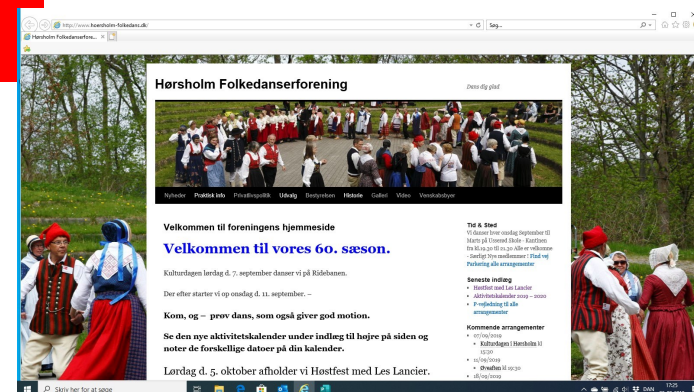 http://www.hoersholm-folkedans.dk/
Søg...
Hørsholm Folkedanserfore...
Hørsholm Folkedanserforening
Dans dig glad
Nyheder Praktisk info Privatlivspolitik Udvalg Bestyrelsen Historie Galleri Video Venskabsbyer
Velkommen til foreningens hjemmeside
Velkommen til vores 60. sæson.
Kulturdagen lørdag d. 7. september danser vi på Ridebanen.
Der efter starter vi op onsdag d. 11. september. –
Kom, og – prøv dans, som også giver god motion.
Se den nye aktivitetskalender under indlæg til højre på siden og
noter de forskellige datoer på din kalender.
Lørdag d. 5. oktober afholder vi Høstfest med Les Lancier.
Tid & Sted
Vi danser hver onsdag September til
Marts på Usserød Skole - Kantinen
fra kl.19.30 til 21.30 Alle er velkomne
- Særligt Nye medlemmer ! Find vej
Parkering alle arrangementer
Seneste indlæg
Høstfest med Les Lancier
Aktivitetskalender 2019 – 2020
P-vejledning til alle
arrangementer
Kommende arrangementer
07/09/2019
Kulturdagen i Hørsholm kl
15:30
11/09/2019
Øveaften kl 19:30
18/09/2019
Skriv her for at søge
DAN
17:25